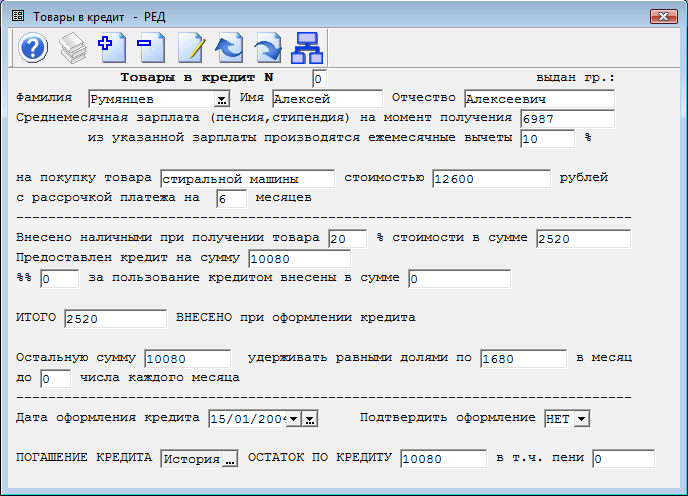 Товары в кредит - РЕД
Товары в кредит N 0 выдан гр.:
Фамилия Румянцев Имя Алексей Отчество Алексеевич
Среднемесячная зарплата (пенсия,стипендия) на момент получения 6987
из указанной зарплаты производятся ежемесячные вычеты 10 %
на покупку товара стиральной машины стоимостью 12600 рублей
с рассрочкой платежа на 6 месяцев
Внесено наличными при получении товара 20 % стоимости в сумме 2520
Предоставлен кредит на сумму 10080
%% 0 за пользование кредитом внесены в сумме 0
ИТОГО 2520 ВНЕСЕНО при оформлении кредита
Остальную сумму 10080 удерживать равными долями по 1680 в месяц
до 0 числа каждого месяца
Дата оформления кредита 15/01/2004 Подтвердить оформление НЕТ
ПОГАШЕНИЕ КРЕДИТА История ... ОСТАТОК ПО КРЕДИТУ 10080 в т.ч. пени 0